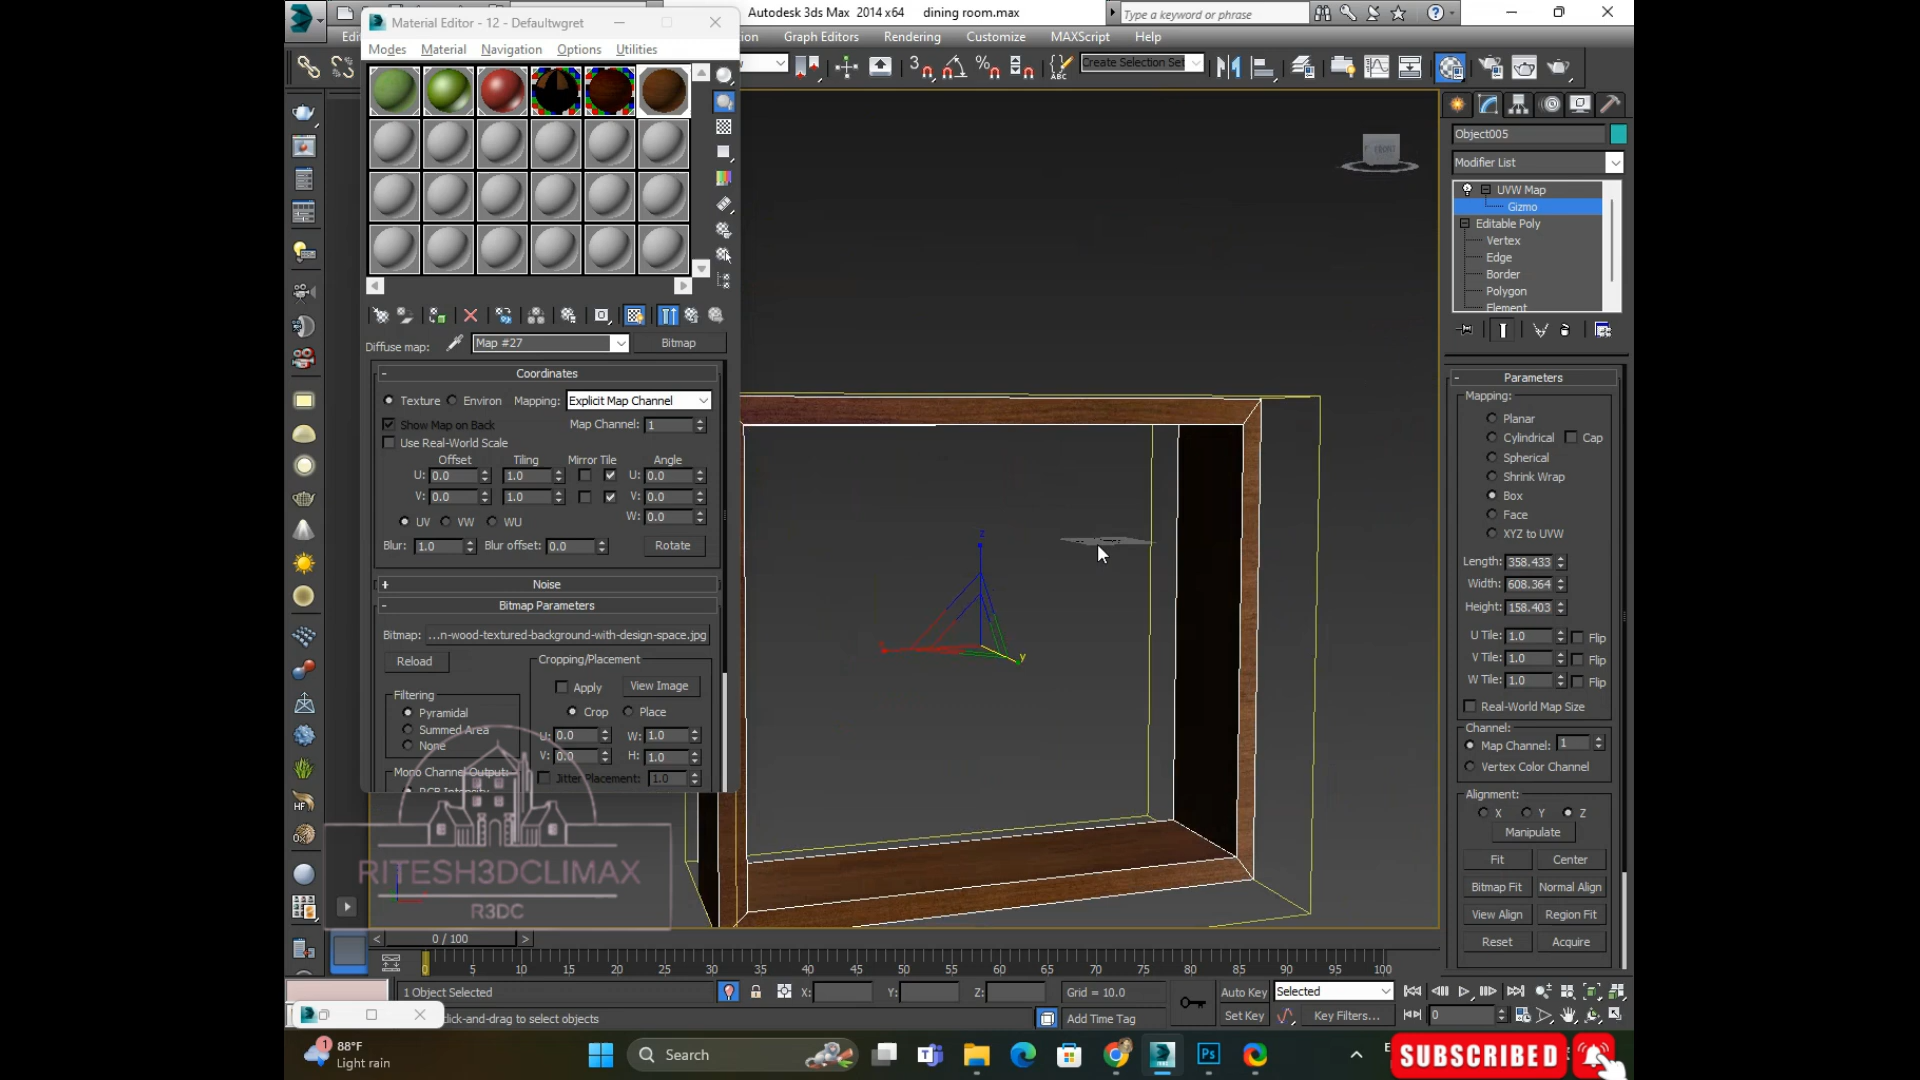 Material Editor - 12 - Defaultwgret
Autodesk 3ds Max 2014 x64 dining room.max
Type a keyword or phrase
Modes Material Navigation Options Utilities
Graph Editors Rendering Customize MAXScript Help
Create Selection Set
Object005
Modifier List
UVW Map
Gizmo
Editable Poly
Vertex
Edge
Border
Polygon
Element
Diffuse map: Map #27 Bitmap
Coordinates
Texture Environ Mapping: Explicit Map Channel
Show Map on Back Map Channel: 1
Use Real-World Scale
Offset Tiling Mirror Tile Angle
U: 0.0 1.0 U: 0.0
V: 0.0 1.0 V: 0.0
W: 0.0
UV VW WU
Blur: 1.0 Blur offset: 0.0 Rotate
Noise
Bitmap Parameters
Bitmap: ...n-wood-textured-background-with-design-space.jpg
Reload
Cropping/Placement
Apply View Image
Crop Place
U: 0.0 W: 1.0
V: 0.0 H: 1.0
Jitter Placement: 1.0
Filtering
Pyramidal
Summed Area
None
Mono Channel Output:
RGB Intensity
z
x
y
Parameters
Mapping:
Planar
Cylindrical Cap
Spherical
Shrink Wrap
Box
Face
XYZ to UVW
Length: 358.433
Width: 608.364
Height: 158.403
U Tile: 1.0 Flip
V Tile: 1.0 Flip
W Tile: 1.0 Flip
Real-World Map Size
Channel:
Map Channel: 1
Vertex Color Channel
Alignment:
X Y Z
Manipulate
Fit Center
Bitmap Fit Normal Align
View Align Region Fit
Reset Acquire
RITESH3DCLIMAX
R3DC
0 / 100
0 5 10 15 20 25 30 35 40 45 50 55 60 65 70 75 80 85 90 95 100
1 Object Selected X: Y: Z: Grid = 10.0 Auto Key Selected
click-and-drag to select objects Add Time Tag Set Key Key Filters... 0
88°F
Light rain
Search
SUBSCRIBED